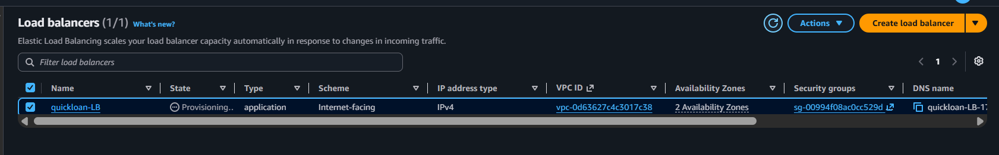 Load balancers (1/1) What's new?
Actions Create load balancer
Elastic Load Balancing scales your load balancer capacity automatically in response to changes in incoming traffic.
Filter load balancers
1
Name State Type Scheme IP address type VPC ID Availability Zones Security groups DNS name
quickloan-LB Provisioning.. application Internet-facing IPv4 vpc-0d63627c4c3017c38 2 Availability Zones sg-00994f08ac0cc529d quickloan-LB-17